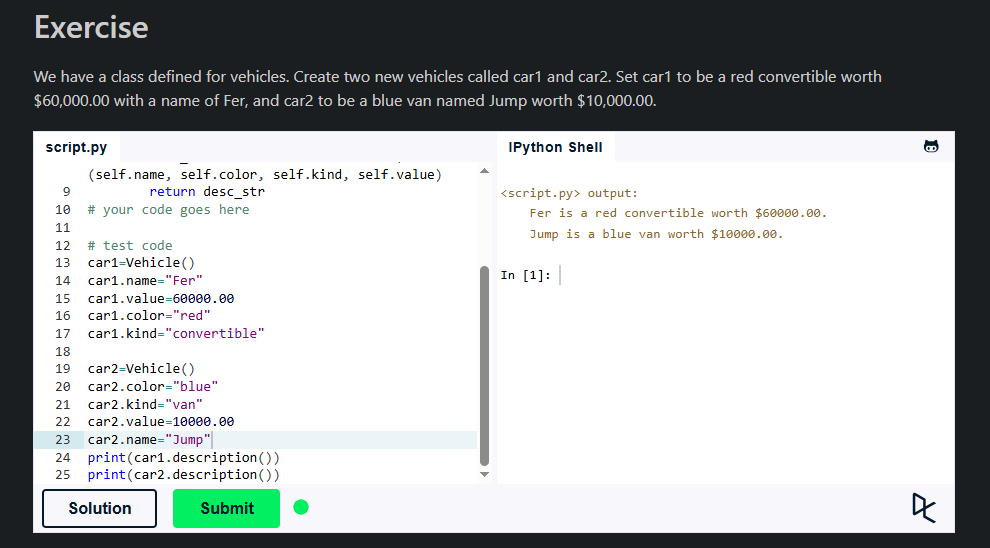 Exercise
We have a class defined for vehicles. Create two new vehicles called car1 and car2. Set car1 to be a red convertible worth
$60,000.00 with a name of Fer, and car2 to be a blue van named Jump worth $10,000.00.
script.py
(self.name, self.color, self.kind, self.value)
9 return desc_str
10 # your code goes here
11
12 # test code
13 car1=Vehicle()
14 car1.name="Fer"
15 car1.value=60000.00
16 car1.color="red"
17 car1.kind="convertible"
18
19 car2=Vehicle()
20 car2.color="blue"
21 car2.kind="van"
22 car2.value=10000.00
23 car2.name="Jump"
24 print(car1.description())
25 print(car2.description())
Solution
Submit
IPython Shell
<script.py> output:
Fer is a red convertible worth $60000.00.
Jump is a blue van worth $10000.00.
In [1]: